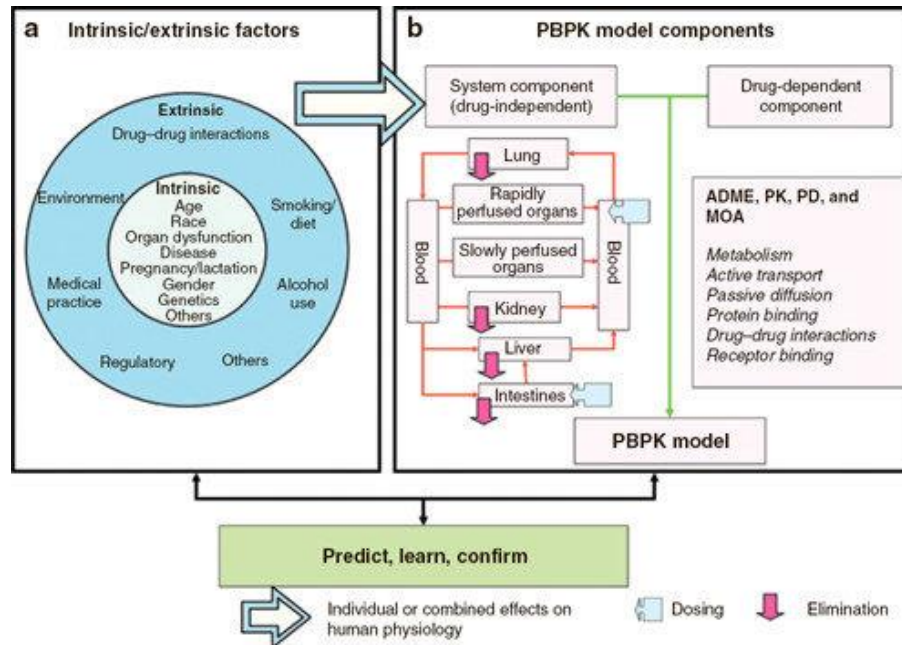 a
Intrinsic/extrinsic factors
Extrinsic
Drug–drug interactions
Environment
Smoking/
diet
Medical
practice
Alcohol
use
Regulatory
Others
Intrinsic
Age
Race
Organ dysfunction
Disease
Pregnancy/lactation
Gender
Genetics
Others
b
PBPK model components
System component
(drug-independent)
Drug-dependent
component
Lung
Rapidly
perfused organs
Slowly perfused
organs
Kidney
Liver
Intestines
Blood
Blood
ADME, PK, PD, and
MOA
Metabolism
Active transport
Passive diffusion
Protein binding
Drug–drug interactions
Receptor binding
PBPK model
Predict, learn, confirm
Individual or combined effects on
human physiology
Dosing
Elimination